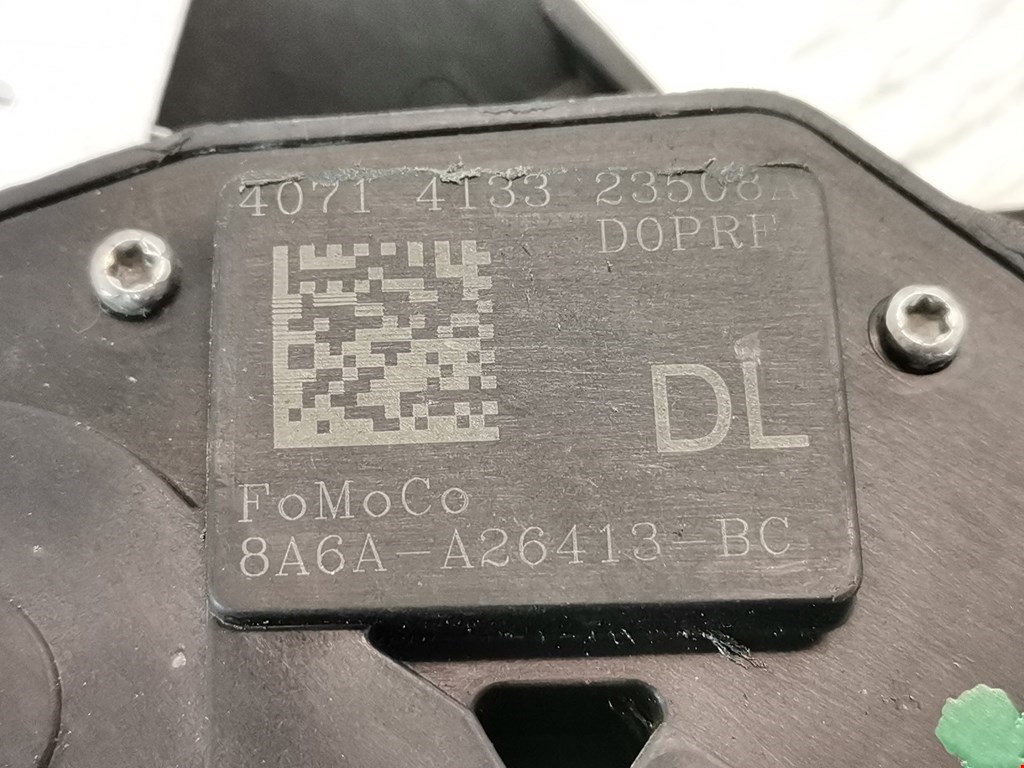 4071 4133 23508A
D0PRF
DL
FoMoCo
8A6A-A26413-BC